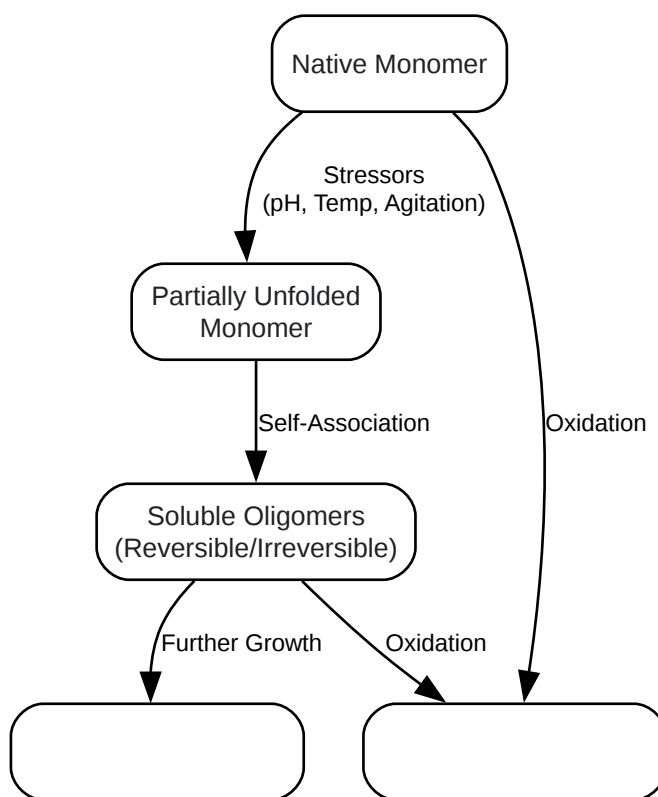 Native Monomer
Stressors
(pH, Temp, Agitation)
Partially Unfolded
Monomer
Self-Association
Oxidation
Soluble Oligomers
(Reversible/Irreversible)
Further Growth
Oxidation